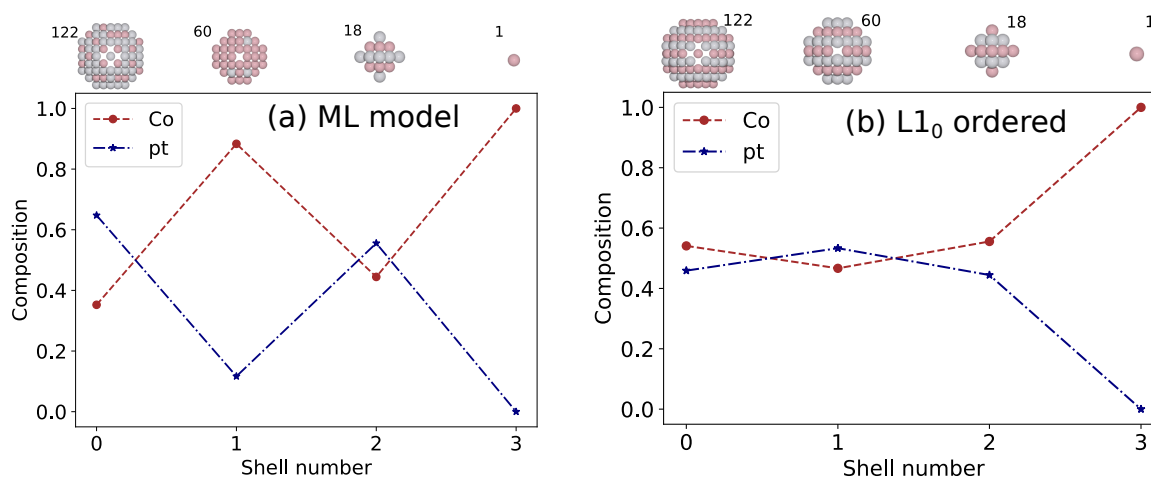 122
60
18
1
(a) ML model
Co
pt
Composition
1.0
0.8
0.6
0.4
0.2
0.0
0 1 2 3
Shell number
122
60
18
1
(b) L1₀ ordered
Co
pt
Composition
1.0
0.8
0.6
0.4
0.2
0.0
0 1 2 3
Shell number